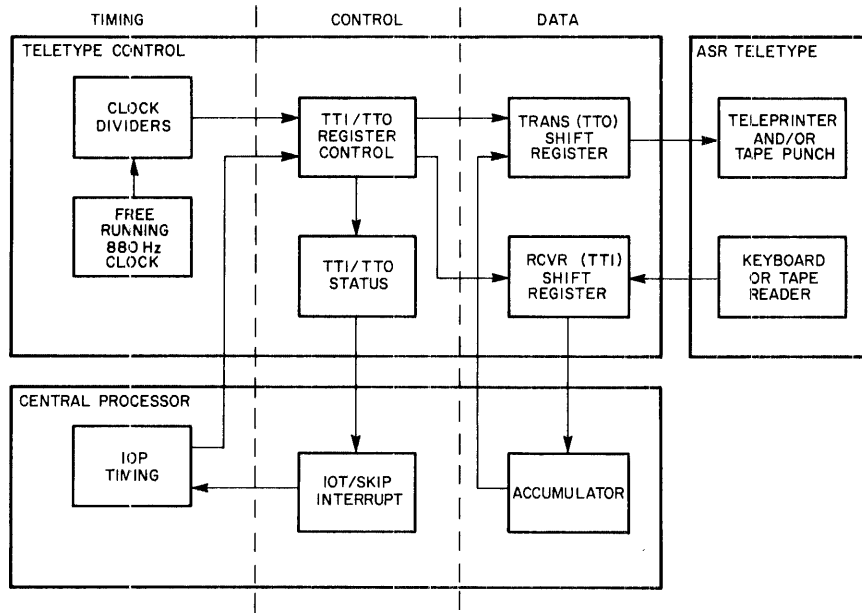 TIMING
CONTROL
DATA
TELETYPE CONTROL
ASR TELETYPE
CLOCK
DIVIDERS
TTI/TTO
REGISTER
CONTROL
TRANS (TTO)
SHIFT
REGISTER
TELEPRINTER
AND/OR
TAPE PUNCH
FREE
RUNNING
880 Hz
CLOCK
TTI/TTO
STATUS
RCVR (TTI)
SHIFT
REGISTER
KEYBOARD
OR TAPE
READER
CENTRAL PROCESSOR
IOP
TIMING
IOT/SKIP
INTERRUPT
ACCUMULATOR